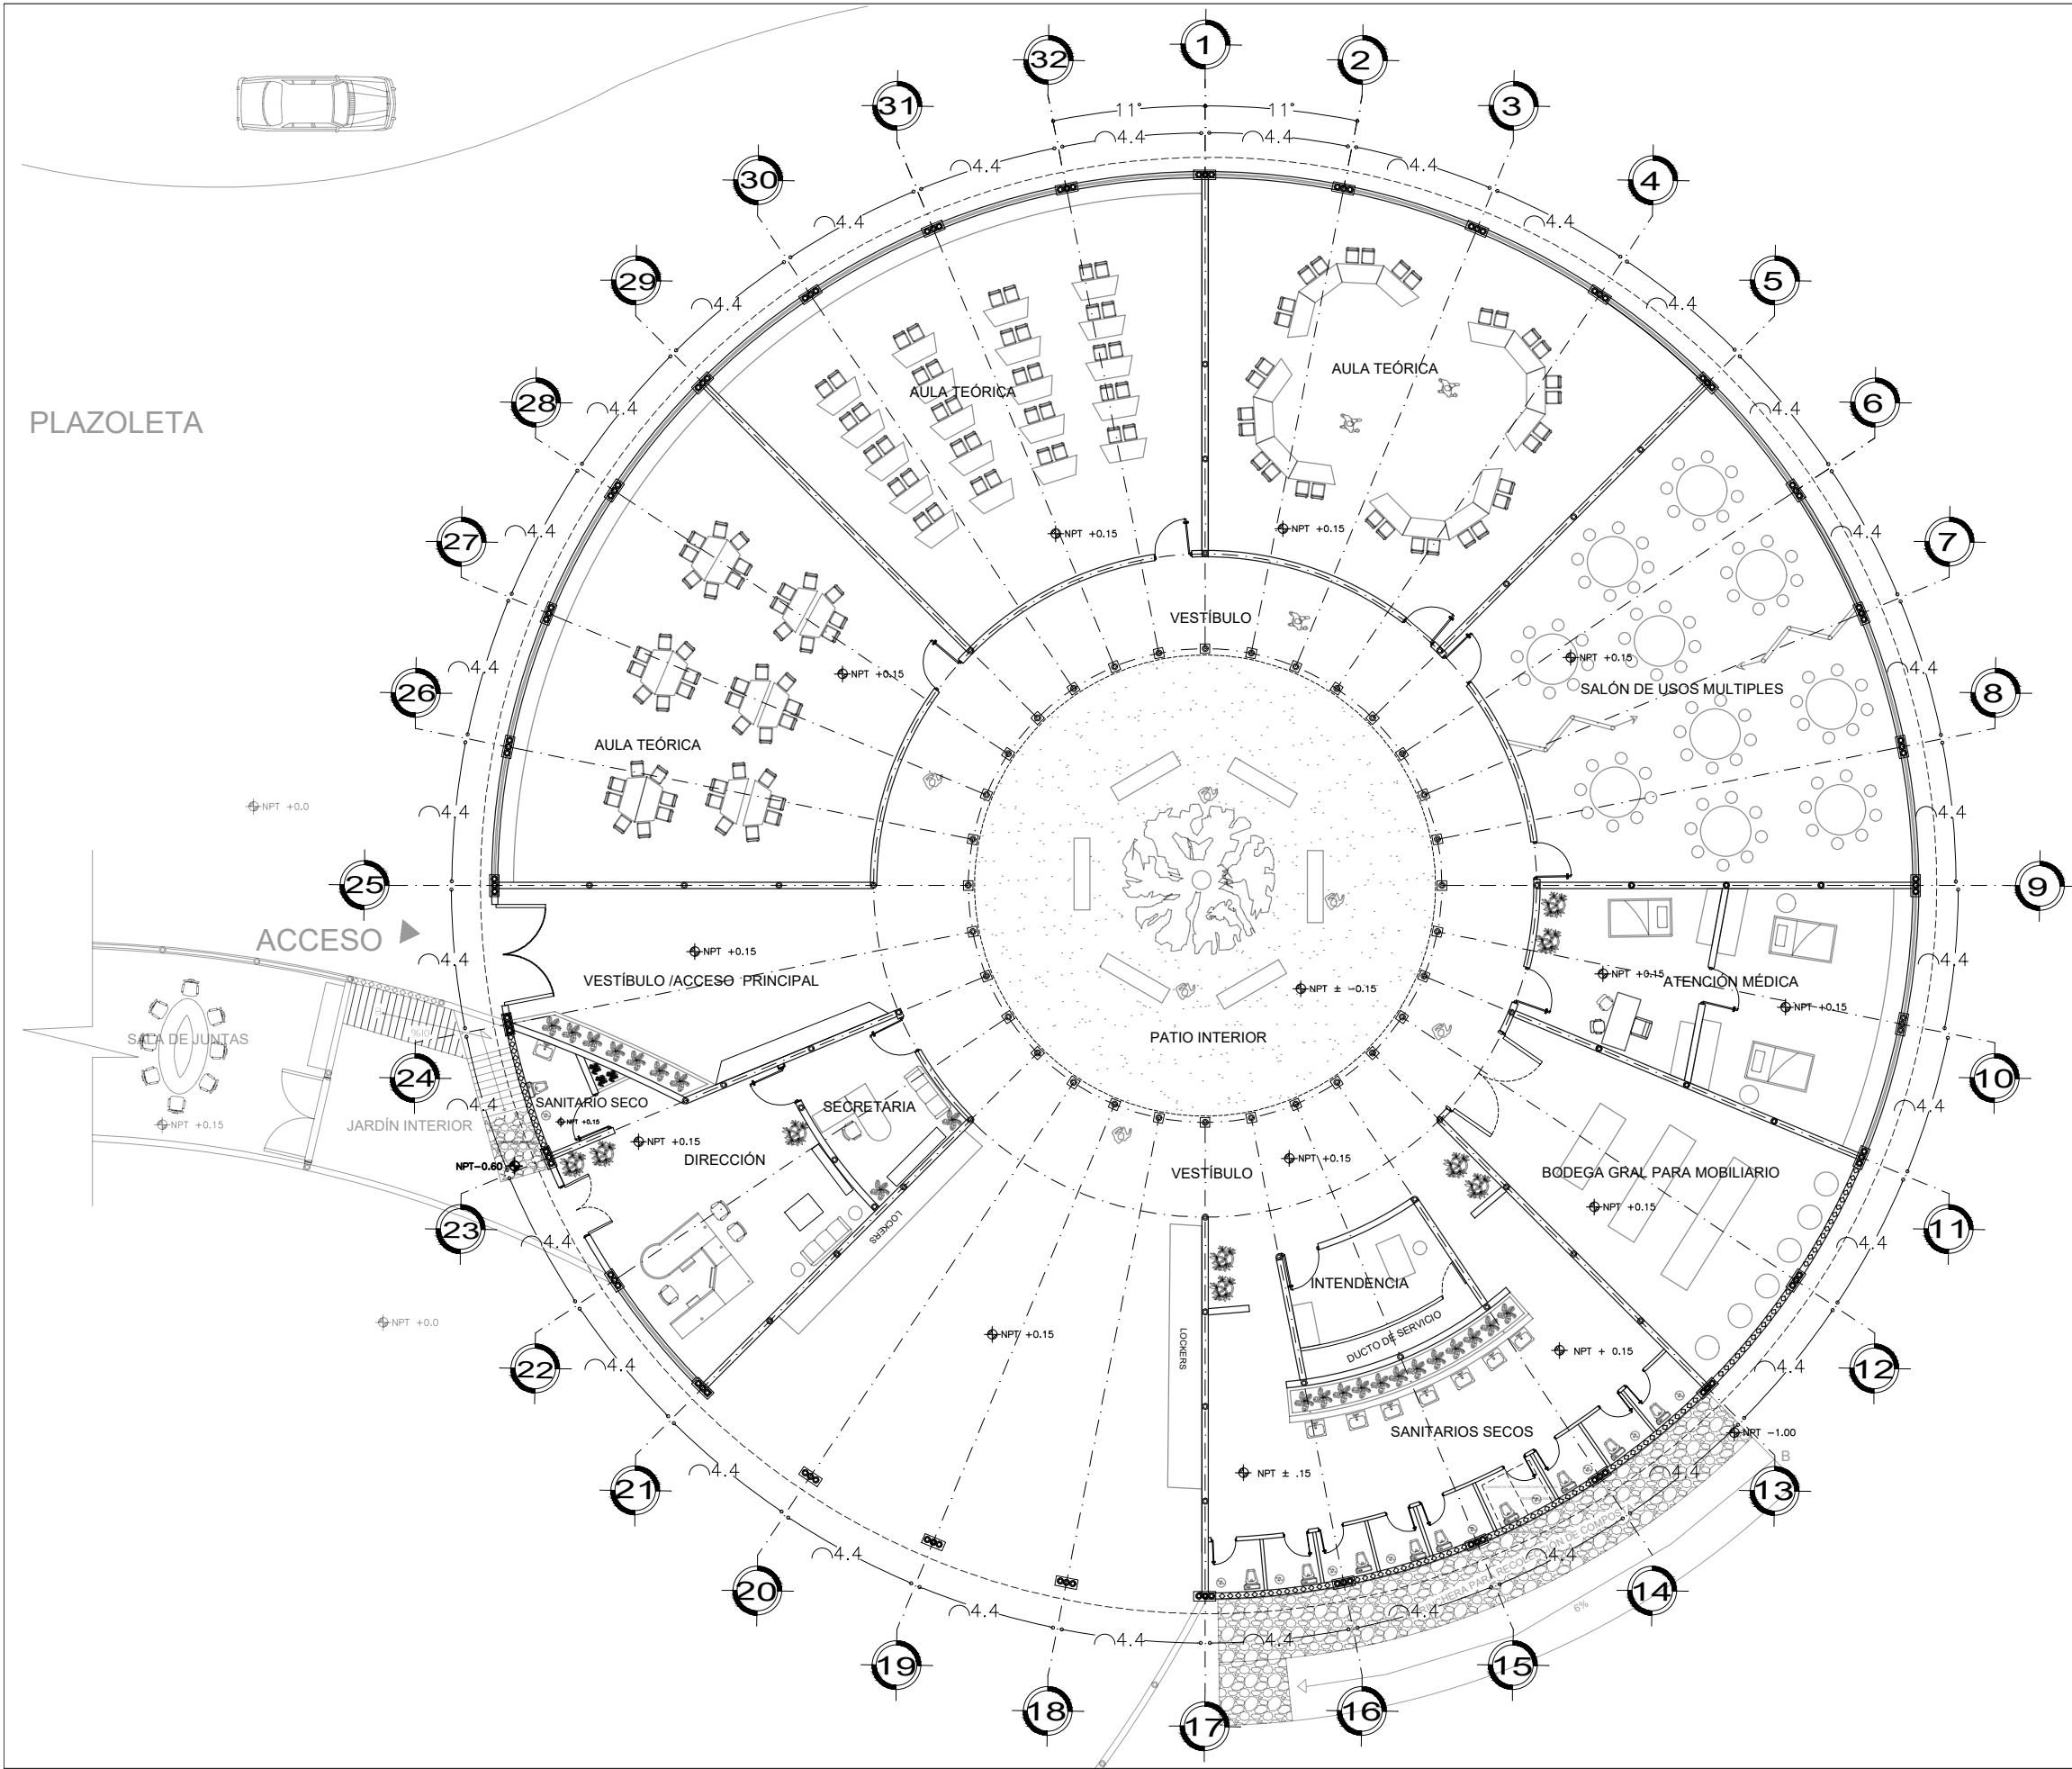 1
32
2
31
3
11°
11°
⌒4.4
⌒4.4
⌒4.4
⌒4.4
30
4
⌒4.4
⌒4.4
29
5
⌒4.4
⌒4.4
28
6
⌒4.4
⌒4.4
PLAZOLETA
AULA TEÓRICA
AULA TEÓRICA
27
7
⌒4.4
⌒4.4
NPT +0.15
NPT +0.15
VESTÍBULO
26
8
⌒4.4
⌒4.4
NPT +0.15
NPT +0.15
SALÓN DE USOS MULTIPLES
AULA TEÓRICA
NPT +0.0
⌒4.4
⌒4.4
25
9
ACCESO
NPT +0.15
⌒4.4
⌒4.4
VESTÍBULO /ACCESO PRINCIPAL
NPT +0.15
ATENCIÓN MÉDICA
NPT ± -0.15
NPT +0.15
SALA DE JUNTAS
PATIO INTERIOR
24
10
⌒4.4
⌒4.4
SANITARIO SECO
SECRETARIA
NPT +0.15
NPT +0.15
JARDÍN INTERIOR
NPT +0.15
DIRECCIÓN
NPT-0.60
VESTÍBULO
NPT +0.15
BODEGA GRAL PARA MOBILIARIO
NPT +0.15
23
11
LOCKERS
⌒4.4
⌒4.4
INTENDENCIA
NPT +0.0
NPT +0.15
LOCKERS
DUCTO DE SERVICIO
NPT + 0.15
22
12
⌒4.4
⌒4.4
SANITARIOS SECOS
NPT -1.00
B
NPT ± .15
⌒4.4
⌒4.4
21
13
TRINCHERA PARA RECOLECCIÓN DE COMPOSTA
⌒4.4
⌒4.4
20
14
6%
⌒4.4
⌒4.4
⌒4.4
⌒4.4
19
15
18
16
17